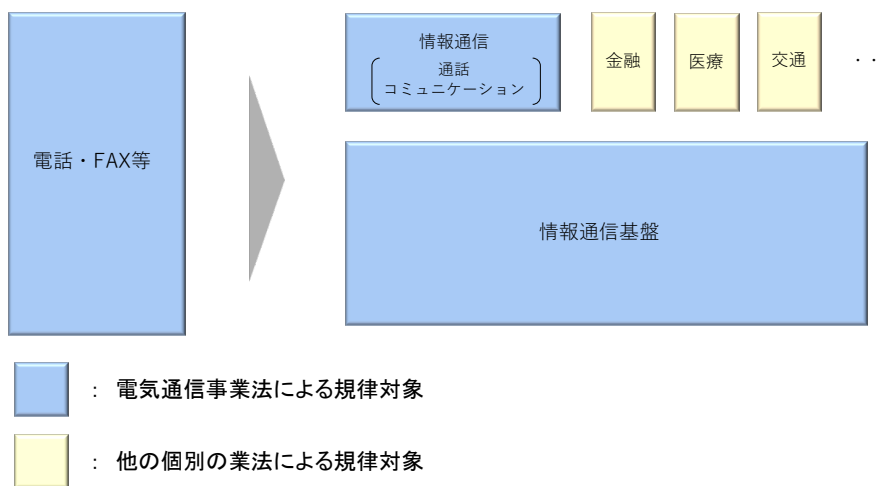 電話・FAX等
情報通信
通話
コミュニケーション
金融
医療
交通
・・
情報通信基盤
： 電気通信事業法による規律対象
： 他の個別の業法による規律対象